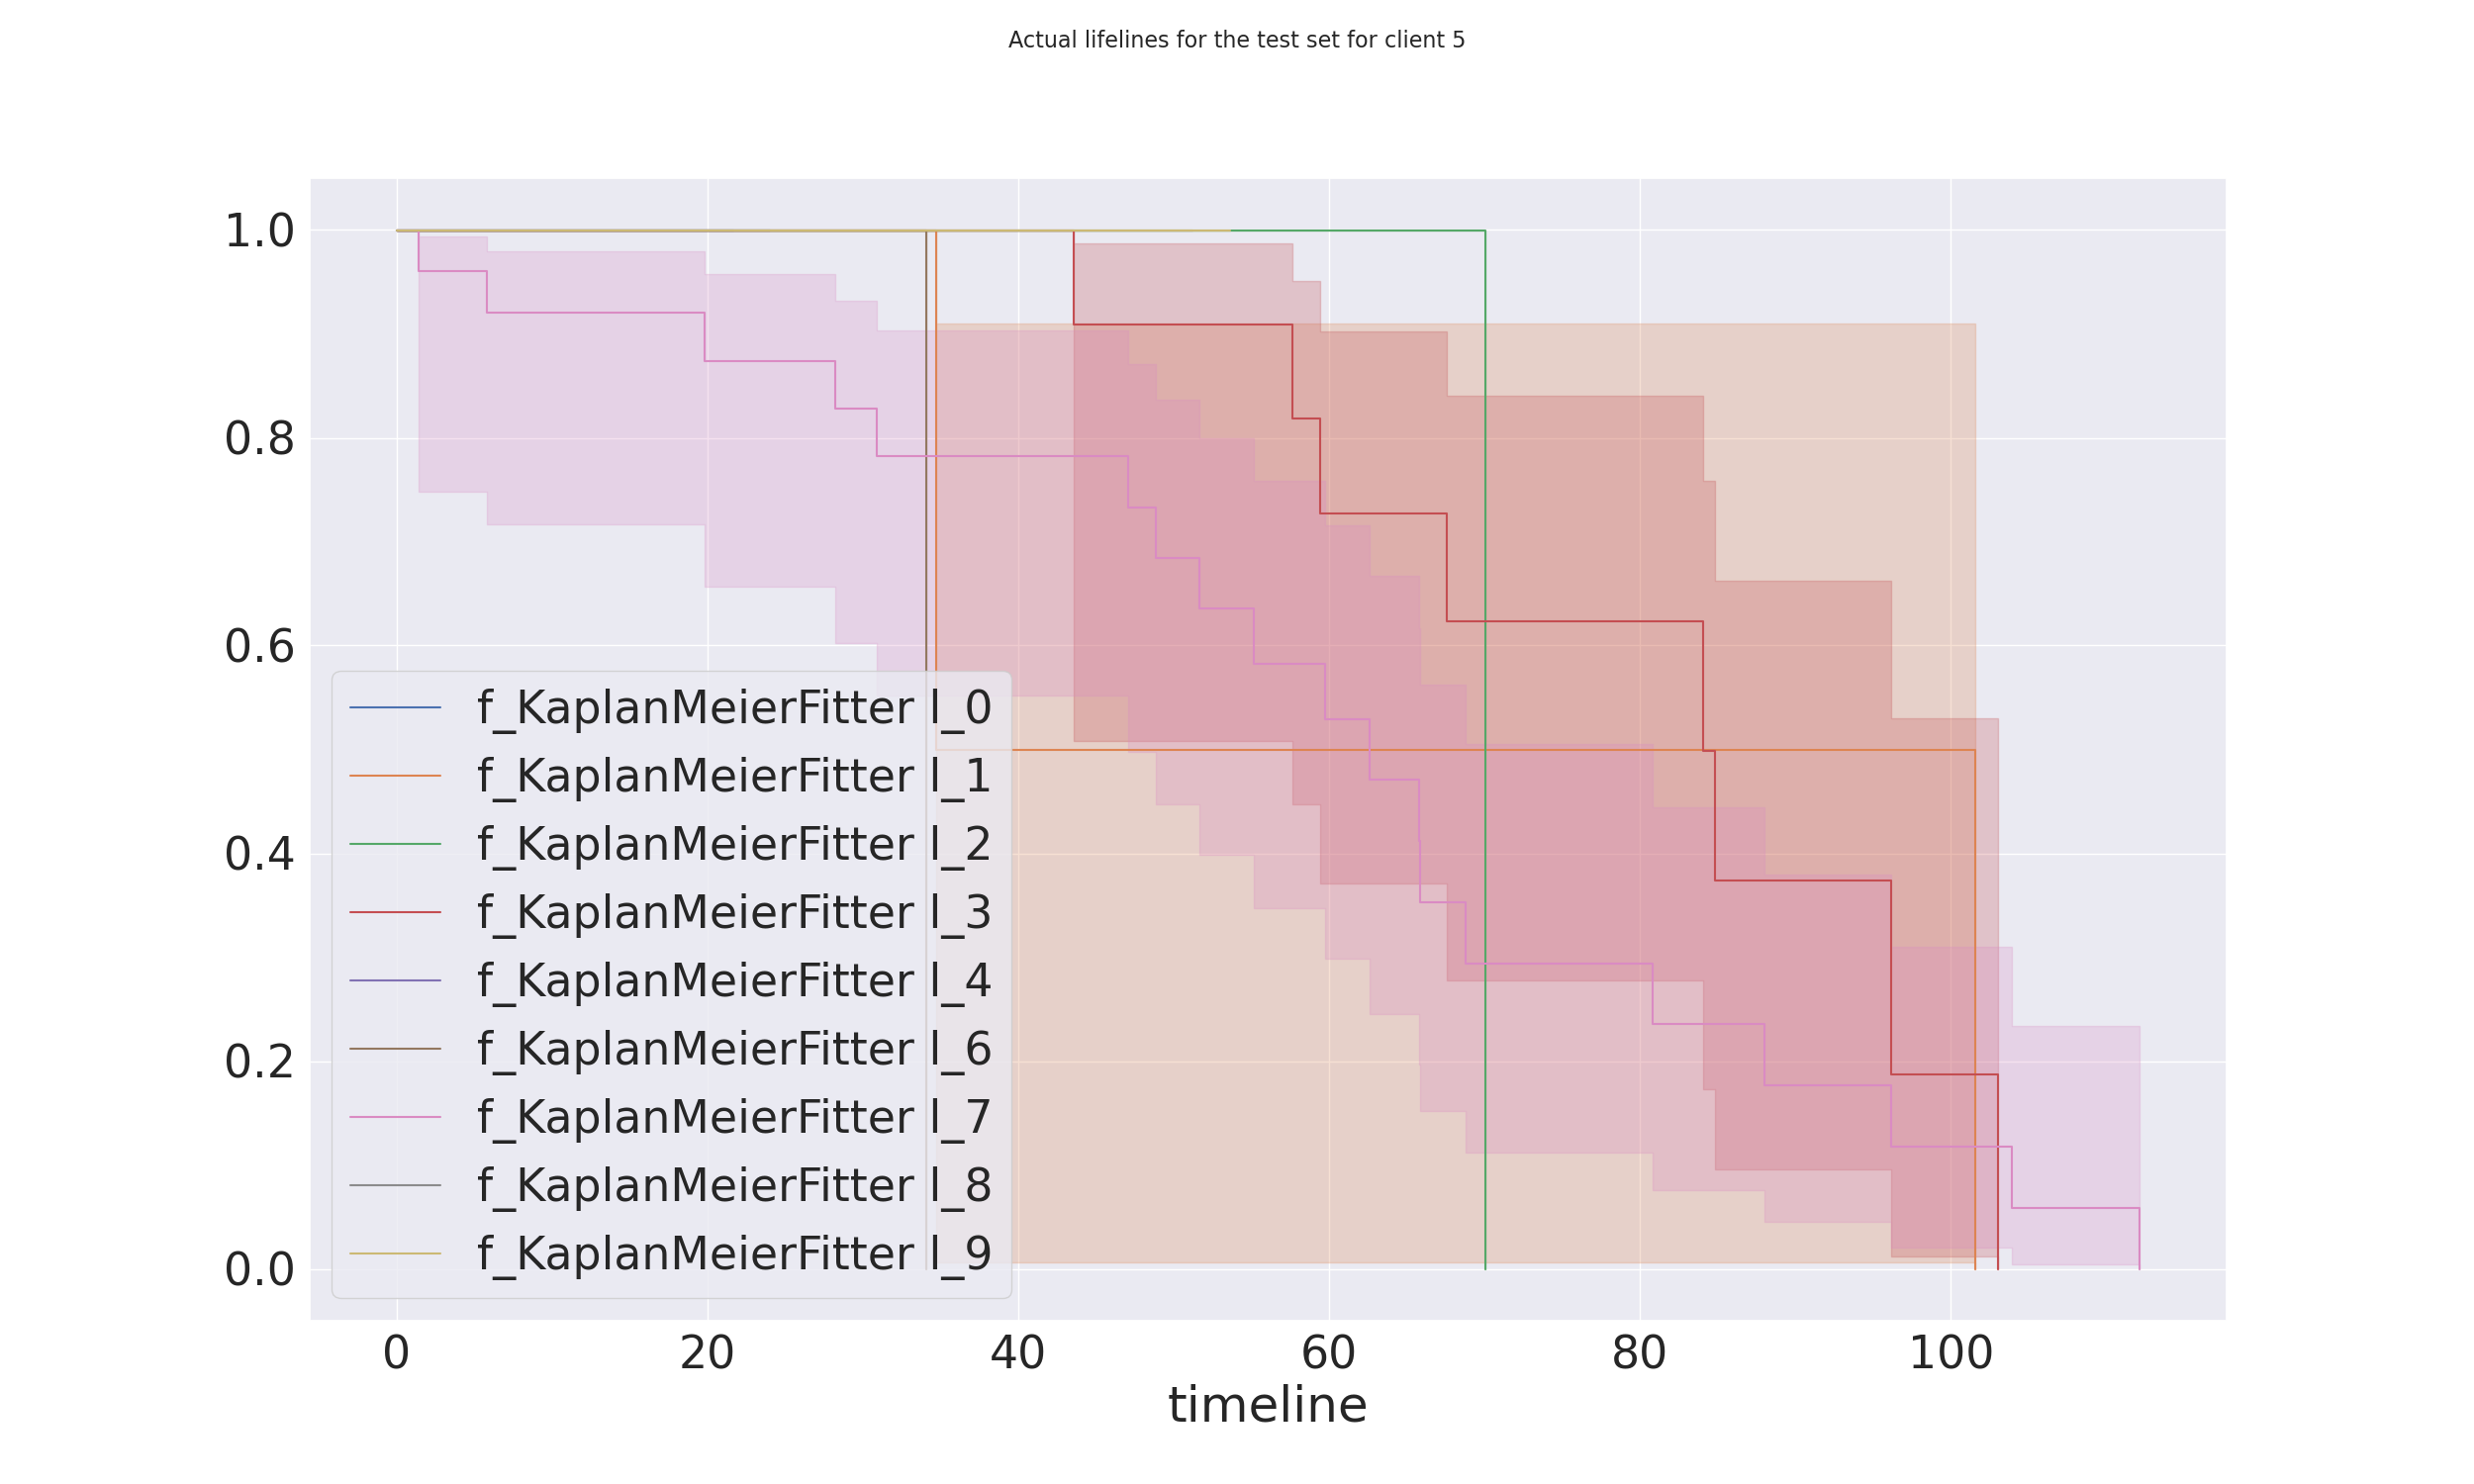 Actual lifelines for the test set for client 5
1.0
0.8
0.6
0.4
0.2
0.0
f_KaplanMeierFitter l_0
f_KaplanMeierFitter l_1
f_KaplanMeierFitter l_2
f_KaplanMeierFitter l_3
f_KaplanMeierFitter l_4
f_KaplanMeierFitter l_6
f_KaplanMeierFitter l_7
f_KaplanMeierFitter l_8
f_KaplanMeierFitter l_9
0 20 40 60 80 100
timeline